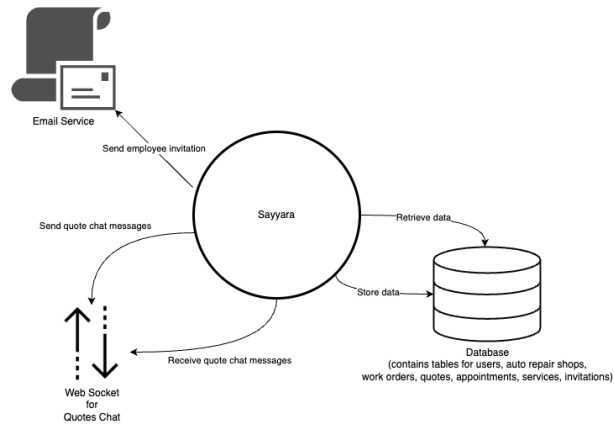 Email Service
Send employee invitation
Sayyara
Send quote chat messages
Retrieve data
Store data
Receive quote chat messages
Web Socket
for
Quotes Chat
Database
(contains tables for users, auto repair shops,
work orders, quotes, appointments, services, invitations)